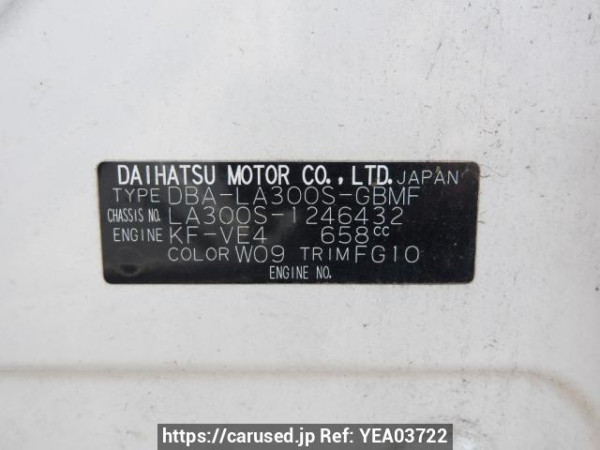 DAIHATSU MOTOR CO.,LTD. JAPAN
TYPE DBA-LA300S-GBMF
CHASSIS NO. LA300S-1246432
ENGINE KF-VE4 658cc
COLOR W09 TRIM FG10
ENGINE NO.
https://carused.jp Ref: YEA03722